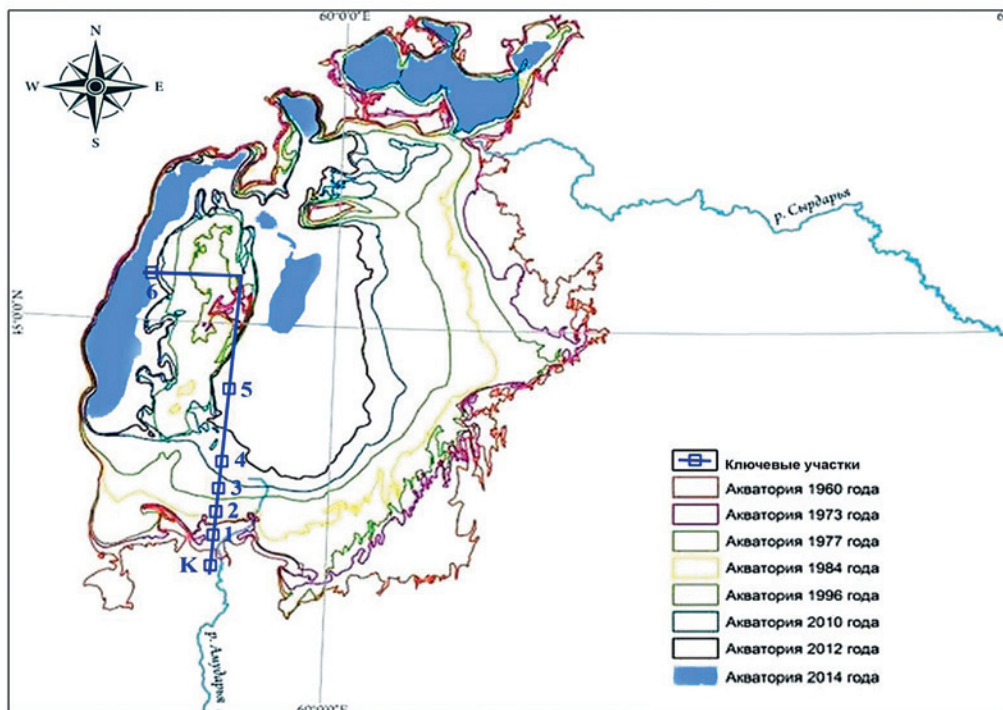 60°0'0"E
6
N
W E
S
р. Сырдарья
45°0'0"N
6
5
4
3
2
1
K
р. Амударья
60°0'0"E
Ключевые участки
Акватория 1960 года
Акватория 1973 года
Акватория 1977 года
Акватория 1984 года
Акватория 1996 года
Акватория 2010 года
Акватория 2012 года
Акватория 2014 года